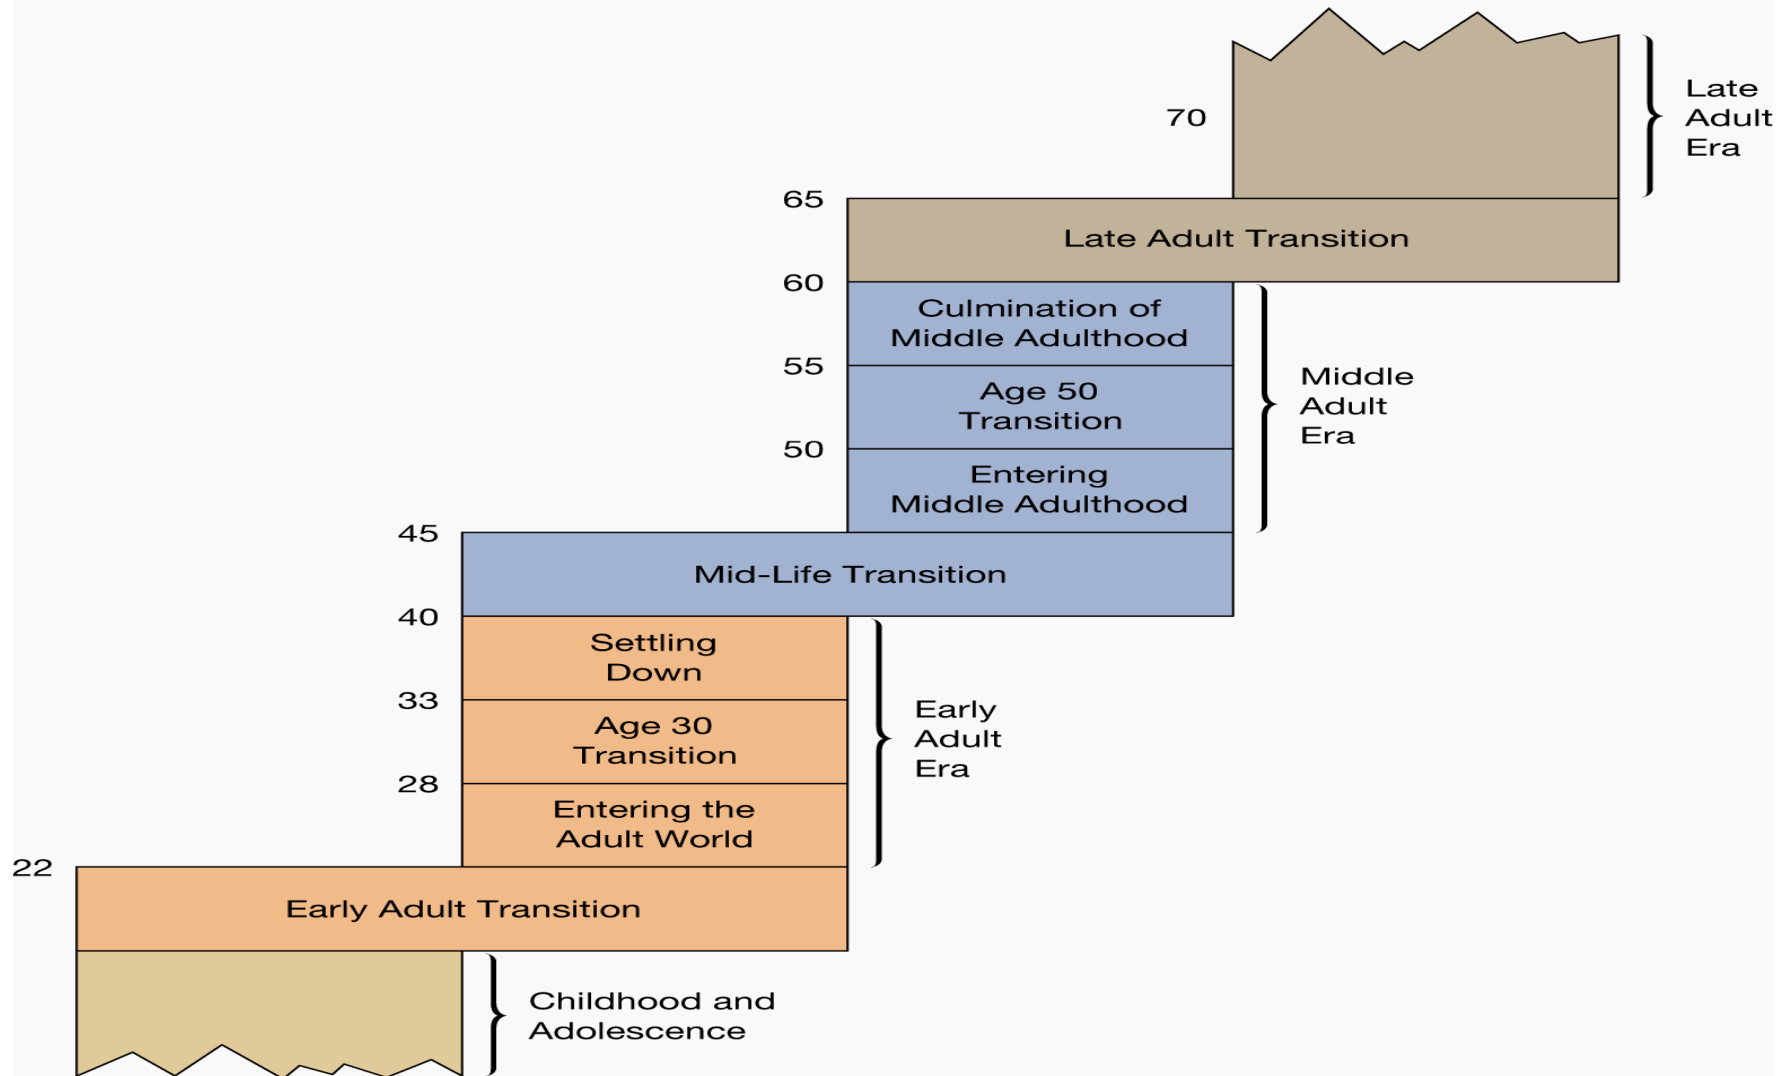 70
Late
Adult
Era
65
Late Adult Transition
60
Culmination of
Middle Adulthood
55
Age 50
Transition
Middle
Adult
Era
50
Entering
Middle Adulthood
45
Mid-Life Transition
40
Settling
Down
33
Age 30
Transition
Early
Adult
Era
28
Entering the
Adult World
22
Early Adult Transition
Childhood and
Adolescence